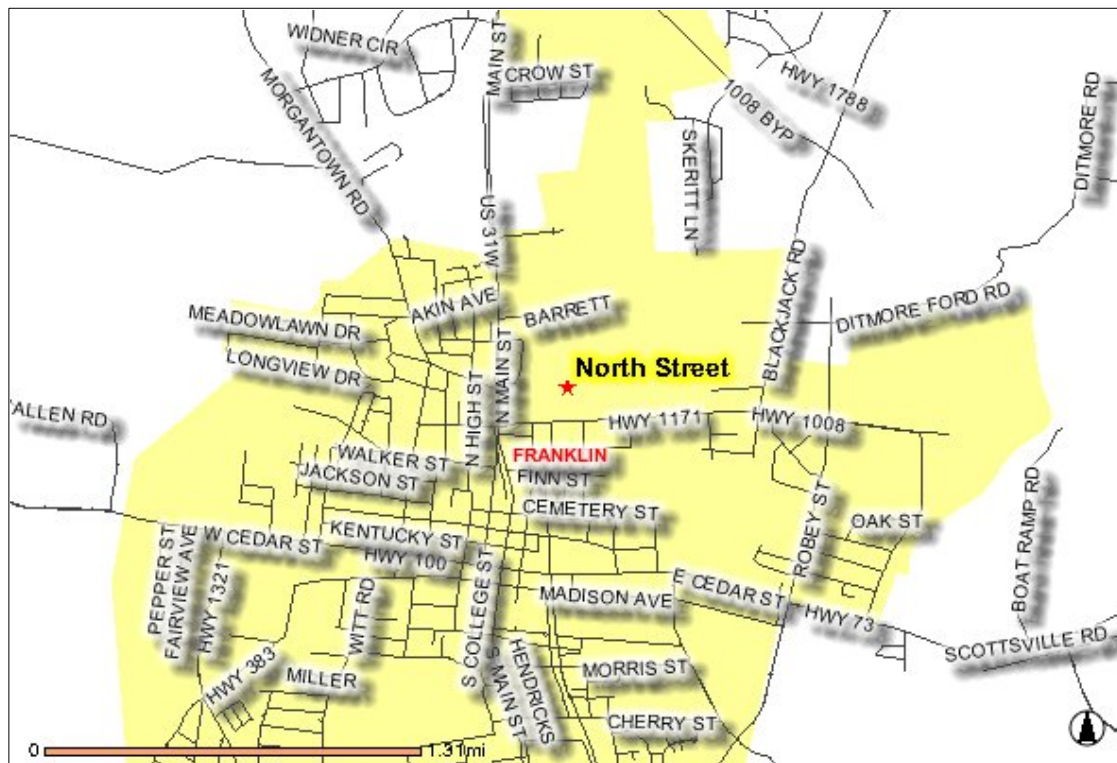 WIDNER CIR
MAIN ST
CROW ST
HWY 1788
1008 BYP
DITMORE RD
MORGANTOWN RD
SKERITT LN
US 31W
BLACKJACK RD
AKIN AVE
BARRETT
DITMORE FORD RD
MEADOWLAWN DR
LONGVIEW DR
N HIGH ST
N MAIN ST
North Street
ALLEN RD
HWY 1171
HWY 1008
WALKER ST
FRANKLIN
JACKSON ST
FINN ST
CEMETERY ST
ROBEY ST
OAK ST
BOAT RAMP RD
PEPPER ST
FAIRVIEW AVE
HWY 1321
W CEDAR ST
KENTUCKY ST
HWY 100
WITT RD
S COLLEGE ST
MADISON AVE
E CEDAR ST
HWY 73
SCOTTSVILLE RD
HWY 383
MILLER
S MAIN ST
HENDRICKS
MORRIS ST
CHERRY ST
0
1.31mi